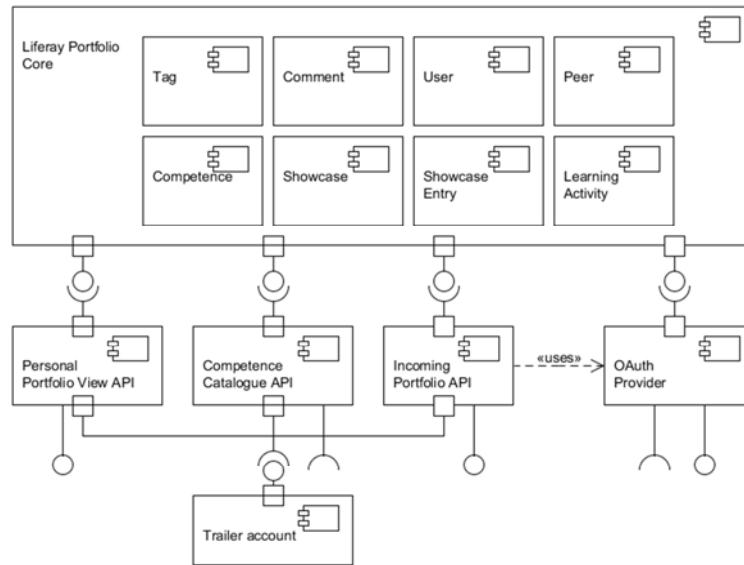 Liferay Portfolio
Core
Tag
Comment
User
Peer
Competence
Showcase
Showcase
Entry
Learning
Activity
Personal
Portfolio View API
Competence
Catalogue API
Incoming
Portfolio API
«uses»
OAuth
Provider
Trailer account